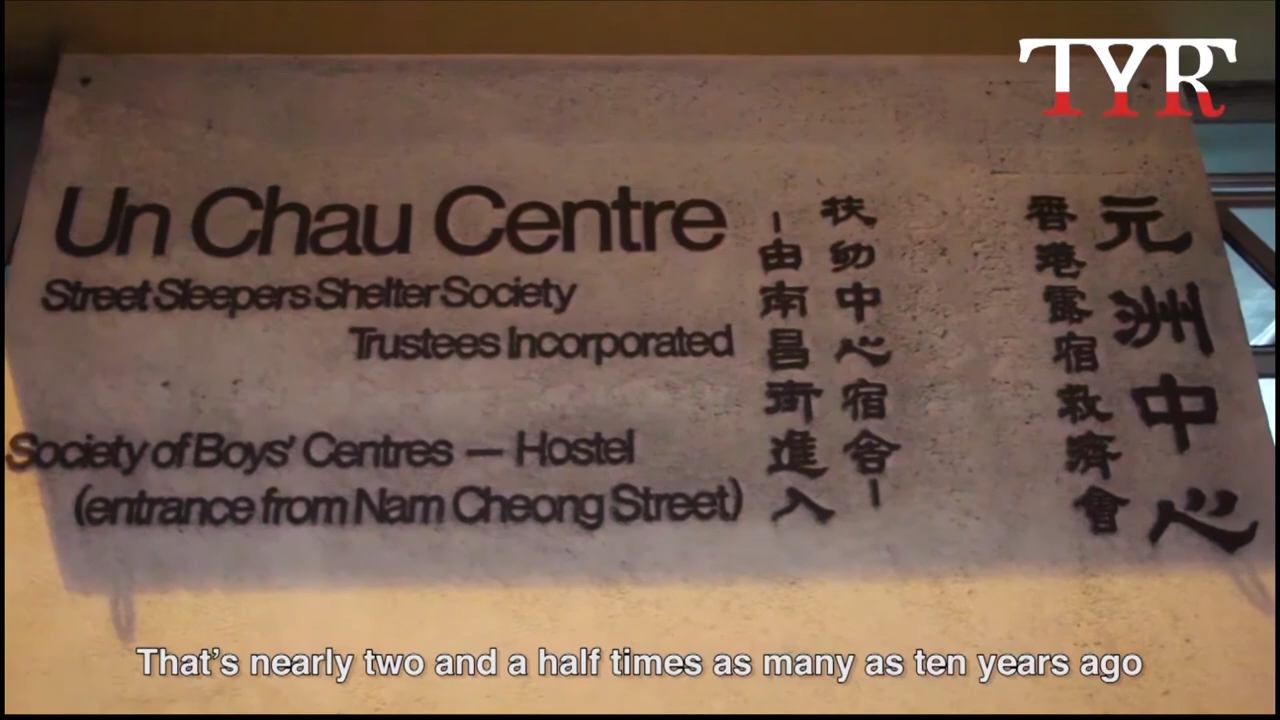 TYR
Un Chau Centre
Street Sleepers Shelter Society
Trustees Incorporated
Society of Boys' Centres — Hostel
(entrance from Nam Cheong Street)
元洲中心
香港露宿救濟會
扶幼中心宿舍—
—由南昌街進入
That's nearly two and a half times as many as ten years ago